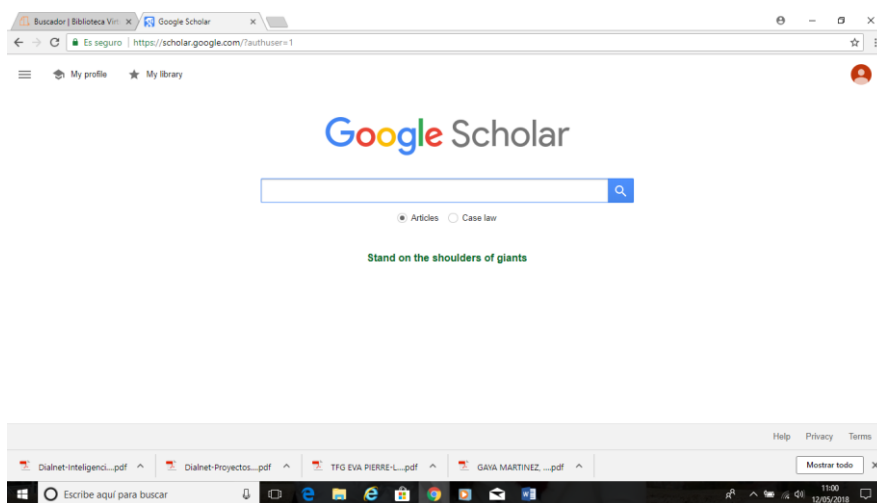 Buscador | Biblioteca Vin
Google Scholar
Es seguro | https://scholar.google.com/?authuser=1
My profile
My library
Google Scholar
Articles
Case law
Stand on the shoulders of giants
Help Privacy Terms
Dialnet-Inteligenci....pdf
Dialnet-Proyectos....pdf
TFG EVA PIERRE-L....pdf
GAYA MARTINEZ, ....pdf
Mostrar todo
Escribe aquí para buscar
11:00
12/05/2018